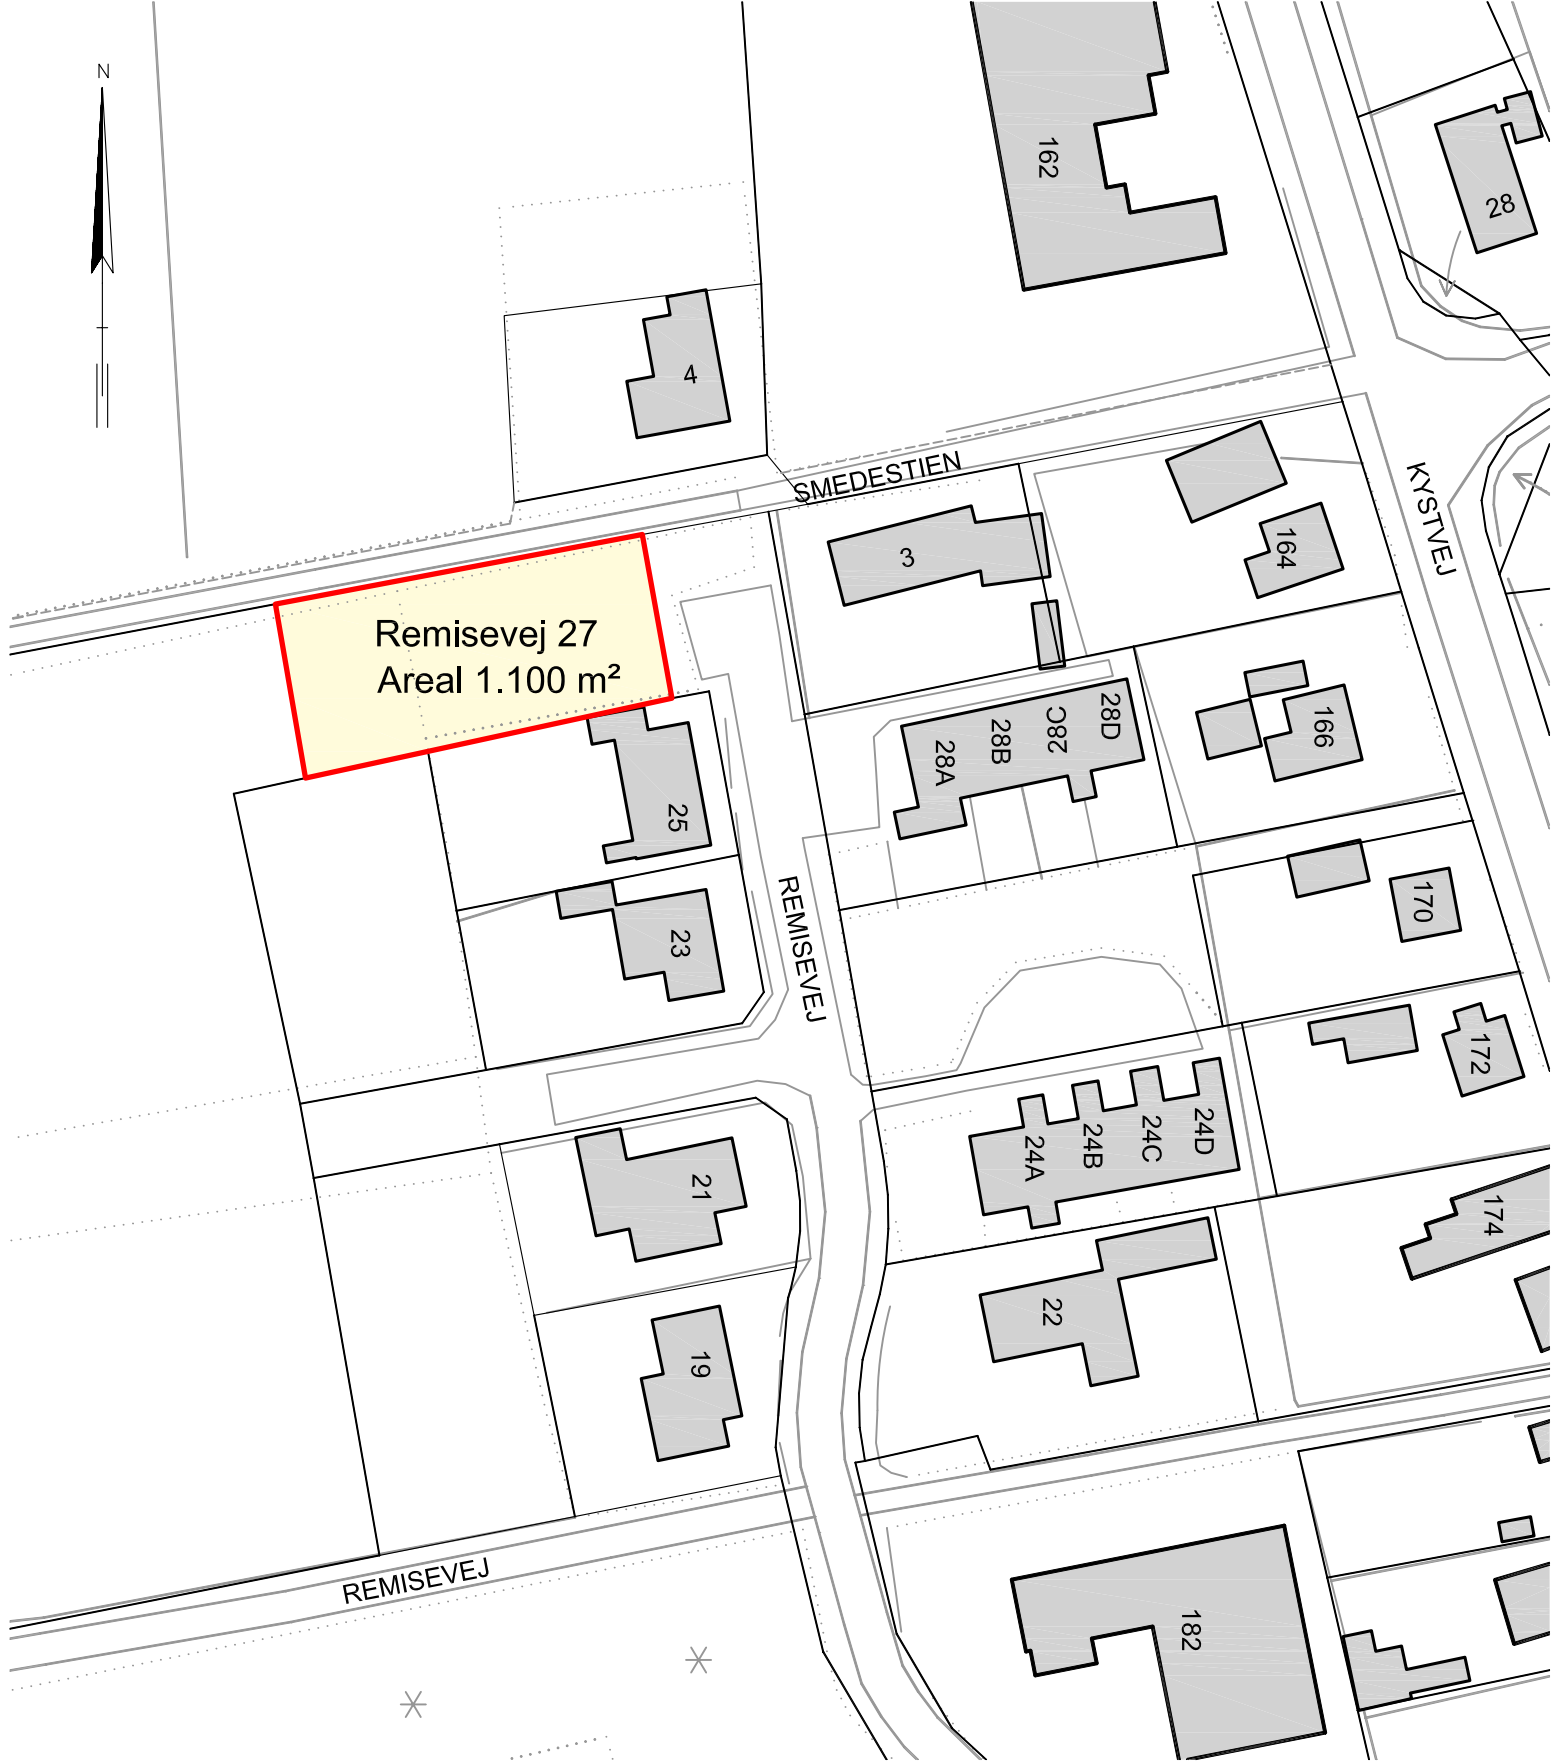 N
162
28
4
SMEDESTIEN
KYSTVEJ
3
164
Remisevej 27
Areal 1.100 m²
28D
28C
28B
28A
166
25
REMISEVEJ
170
23
172
24D
24C
24B
24A
21
174
22
19
REMISEVEJ
182